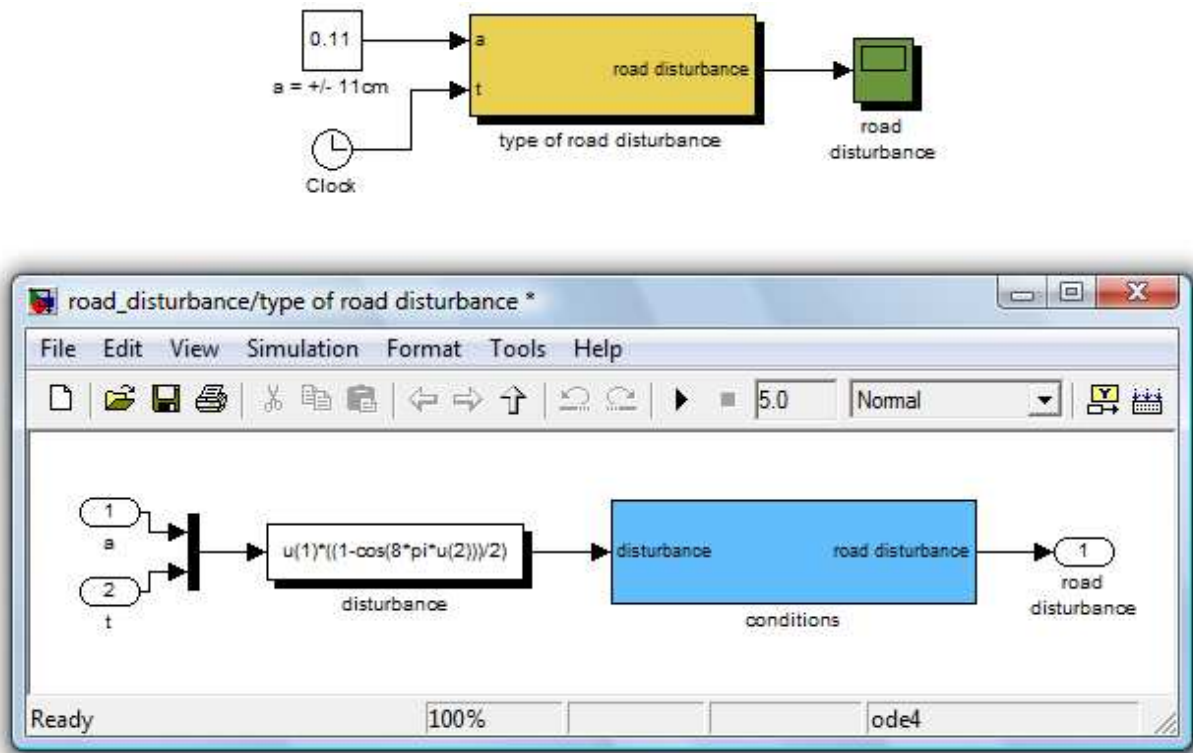 0.11
a = +/- 11cm
Clock
a
t
road disturbance
type of road disturbance
road
disturbance
road_disturbance/type of road disturbance *
File Edit View Simulation Format Tools Help
5.0 Normal
1
a
2
t
u(1)*((1-cos(8*pi*u(2)))/2)
disturbance
disturbance road disturbance
conditions
1
road
disturbance
Ready 100% ode4